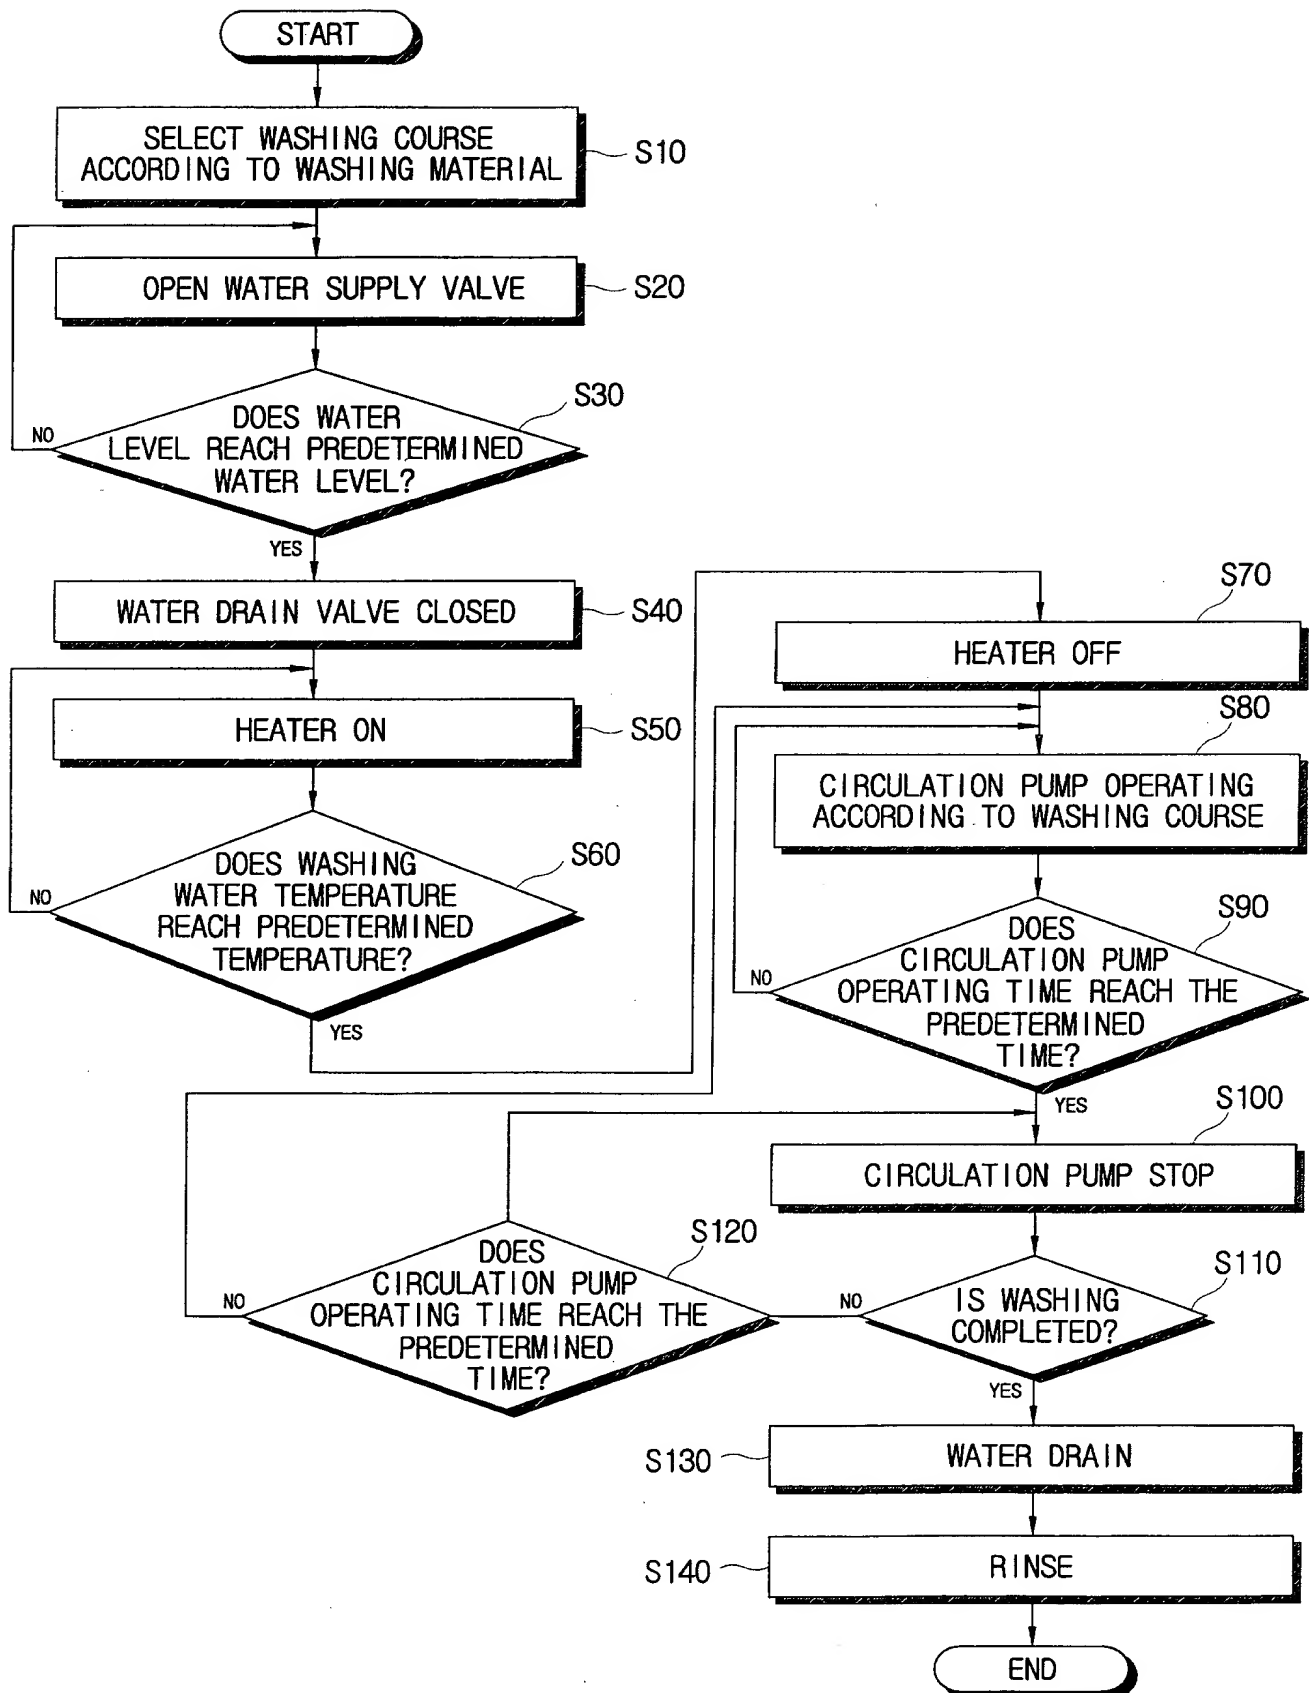 START
SELECT WASHING COURSE
ACCORDING TO WASHING MATERIAL
S10
OPEN WATER SUPPLY VALVE
S20
S30
DOES WATER
LEVEL REACH PREDETERMINED
WATER LEVEL?
NO
YES
WATER DRAIN VALVE CLOSED
S40
HEATER ON
S50
S60
DOES WASHING
WATER TEMPERATURE
REACH PREDETERMINED
TEMPERATURE?
NO
YES
S70
HEATER OFF
S80
CIRCULATION PUMP OPERATING
ACCORDING TO WASHING COURSE
S90
DOES
CIRCULATION PUMP
OPERATING TIME REACH THE
PREDETERMINED
TIME?
NO
YES
S100
CIRCULATION PUMP STOP
S110
IS WASHING
COMPLETED?
NO
YES
S120
DOES
CIRCULATION PUMP
OPERATING TIME REACH THE
PREDETERMINED
TIME?
NO
S130
WATER DRAIN
S140
RINSE
END